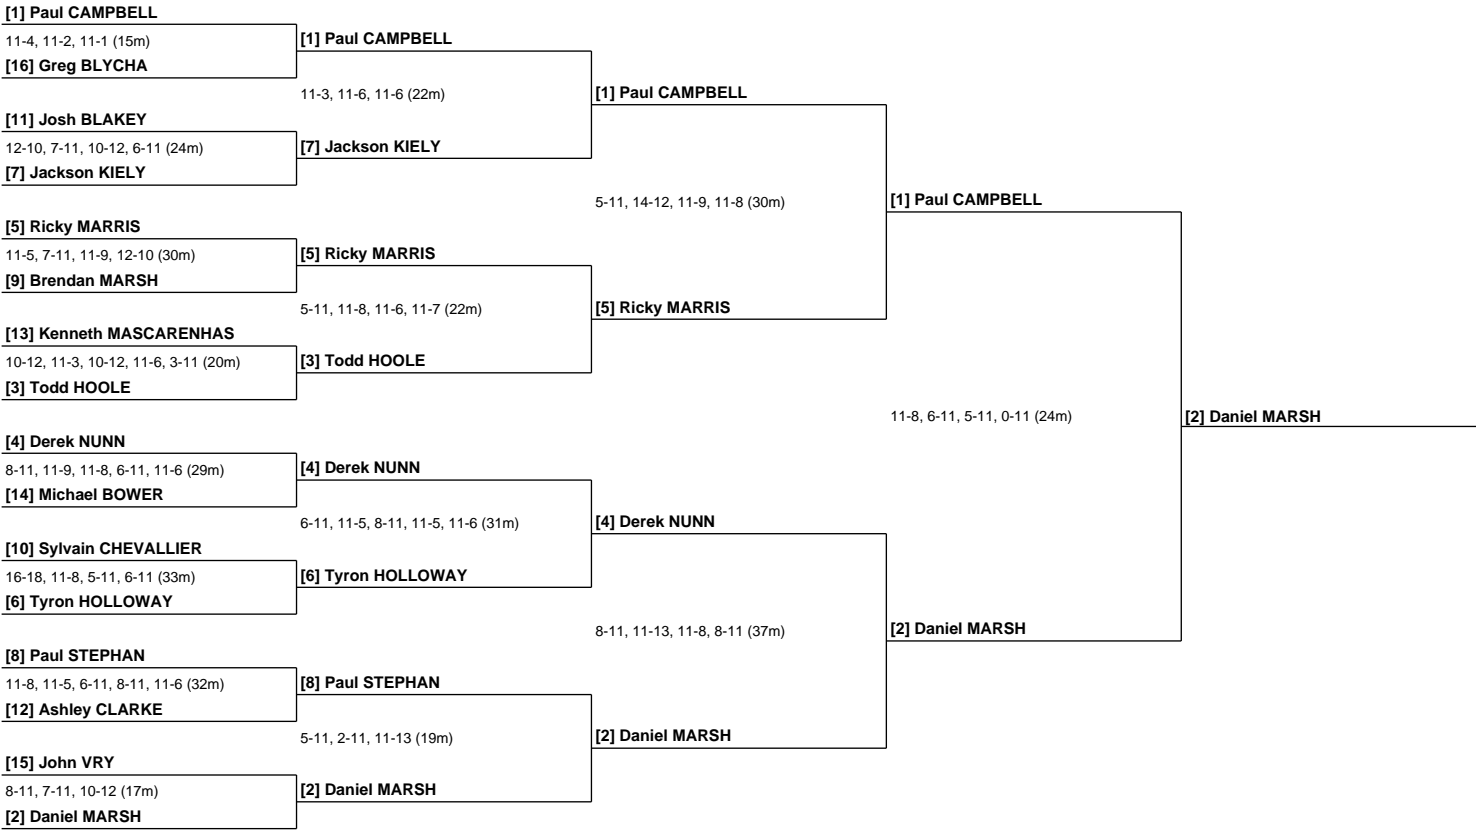 [1] Paul CAMPBELL
11-4, 11-2, 11-1 (15m)
[16] Greg BLYCHA
[11] Josh BLAKEY
12-10, 7-11, 10-12, 6-11 (24m)
[7] Jackson KIELY
[5] Ricky MARRIS
11-5, 7-11, 11-9, 12-10 (30m)
[9] Brendan MARSH
[13] Kenneth MASCARENHAS
10-12, 11-3, 10-12, 11-6, 3-11 (20m)
[3] Todd HOOLE
[4] Derek NUNN
8-11, 11-9, 11-8, 6-11, 11-6 (29m)
[14] Michael BOWER
[10] Sylvain CHEVALLIER
16-18, 11-8, 5-11, 6-11 (33m)
[6] Tyron HOLLOWAY
[8] Paul STEPHAN
11-8, 11-5, 6-11, 8-11, 11-6 (32m)
[12] Ashley CLARKE
[15] John VRY
8-11, 7-11, 10-12 (17m)
[2] Daniel MARSH
[1] Paul CAMPBELL
11-3, 11-6, 11-6 (22m)
[7] Jackson KIELY
[5] Ricky MARRIS
5-11, 11-8, 11-6, 11-7 (22m)
[3] Todd HOOLE
[4] Derek NUNN
6-11, 11-5, 8-11, 11-5, 11-6 (31m)
[6] Tyron HOLLOWAY
[8] Paul STEPHAN
5-11, 2-11, 11-13 (19m)
[2] Daniel MARSH
[1] Paul CAMPBELL
5-11, 14-12, 11-9, 11-8 (30m)
[5] Ricky MARRIS
[4] Derek NUNN
8-11, 11-13, 11-8, 8-11 (37m)
[2] Daniel MARSH
[1] Paul CAMPBELL
11-8, 6-11, 5-11, 0-11 (24m)
[2] Daniel MARSH
[2] Daniel MARSH